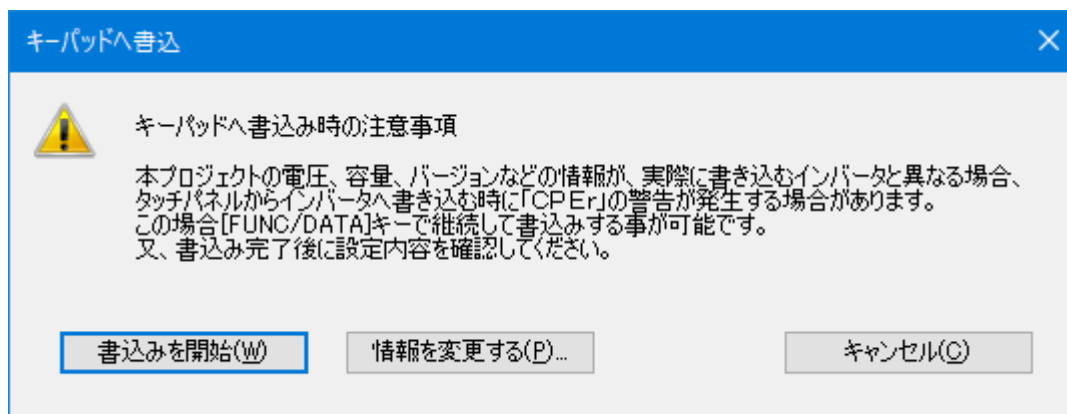 キーパッドへ書込
キーパッドへ書込み時の注意事項
本プロジェクトの電圧、容量、バージョンなどの情報が、実際に書き込むインバータと異なる場合、
タッチパネルからインバータへ書き込む時に「CPEr」の警告が発生する場合があります。
この場合[FUNC/DATA]キーで継続して書込みする事が可能です。
又、書込み完了後に設定内容を確認してください。
書込みを開始(W)
情報を変更する(P)...
キャンセル(C)